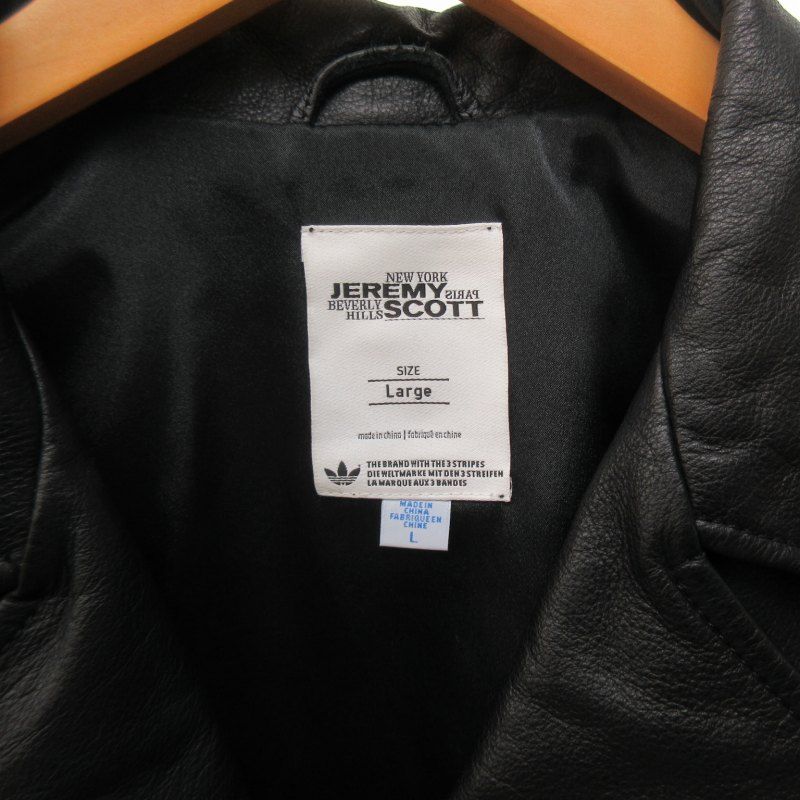 NEW YORK
JEREMY PARIS
BEVERLY SCOTT
HILLS
SIZE
Large
made in china | fabriqué en chine
THE BRAND WITH THE 3 STRIPES
DIE WELTMARKE MIT DEN 3 STREIFEN
LA MARQUE AUX 3 BANDES
MADE IN
CHINA
FABRIQUE EN
CHINE
L